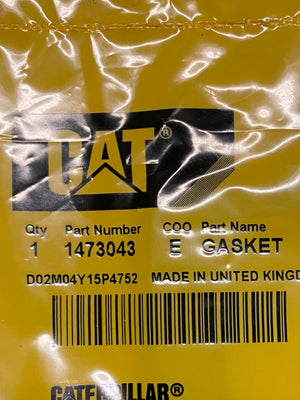 CAT®
Qty Part Number COO Part Name
1 1473043 E GASKET
D02M04Y15P4752 MADE IN UNITED KINGD
CATERPILLAR®